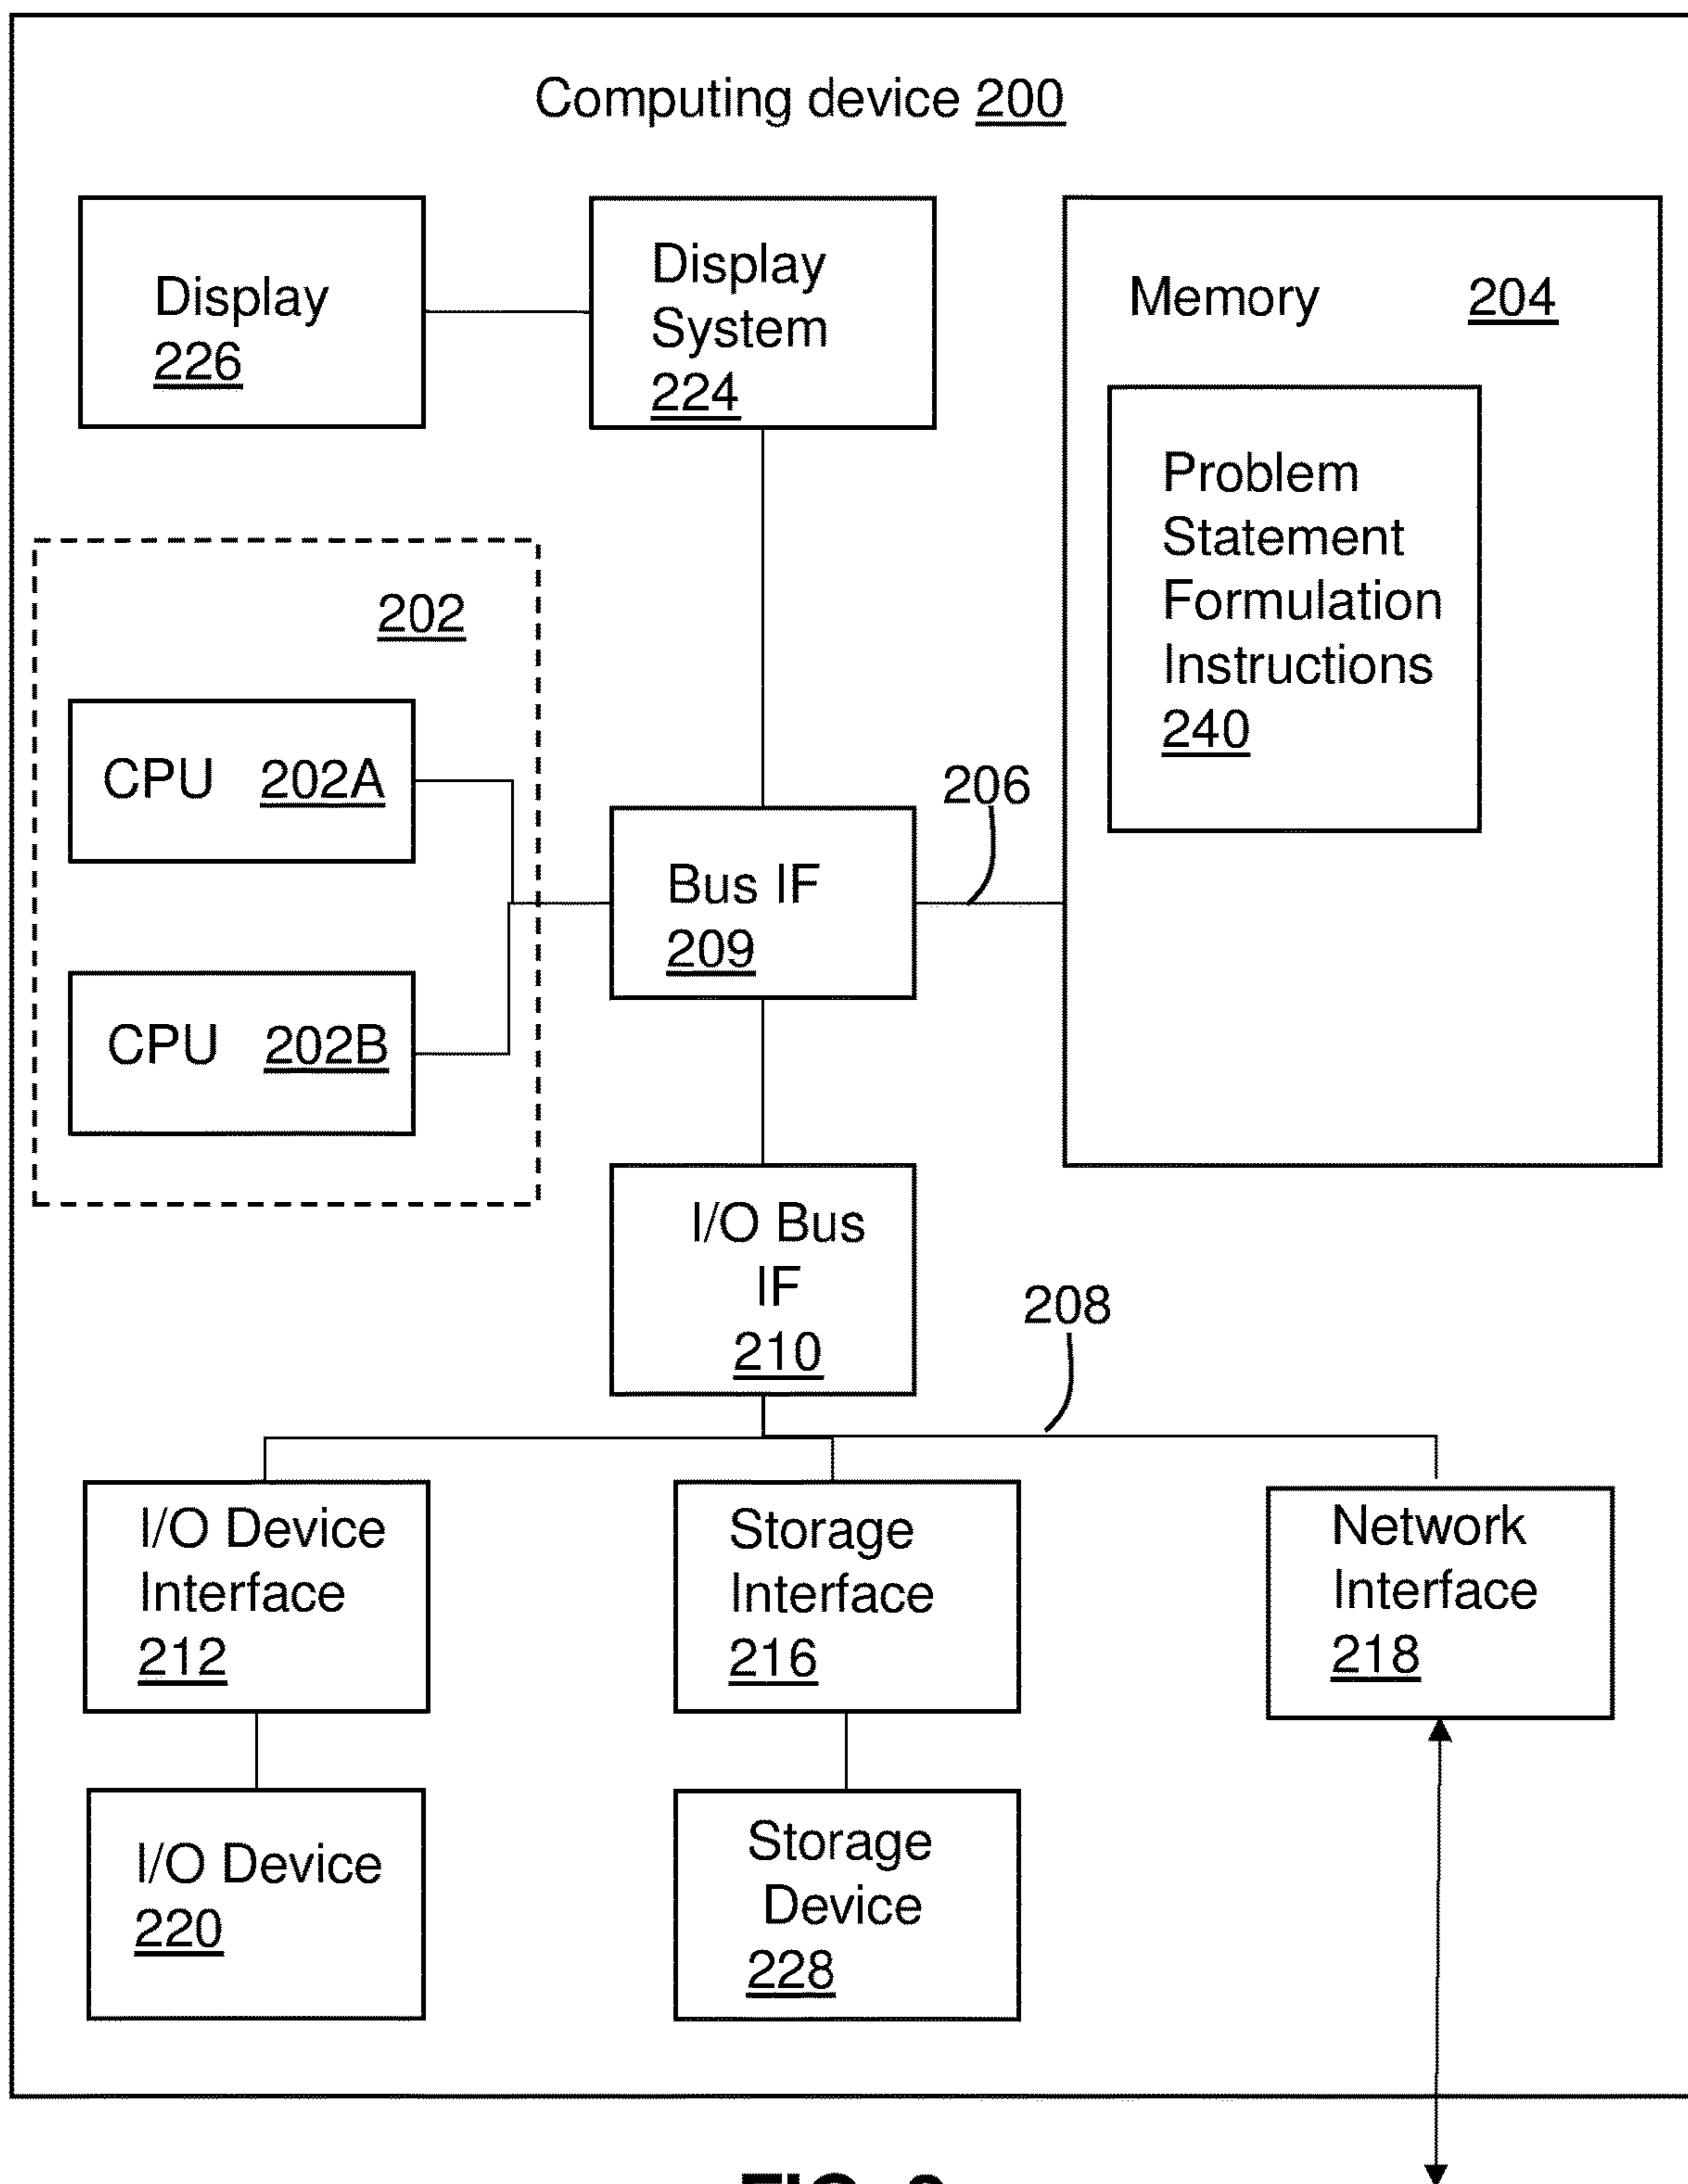 Computing device 200
Display
226
Display
System
224
Memory 204
Problem
Statement
Formulation
Instructions
240
202
CPU 202A
CPU 202B
206
Bus IF
209
I/O Bus
IF
210
208
I/O Device
Interface
212
Storage
Interface
216
Network
Interface
218
I/O Device
220
Storage
Device
228